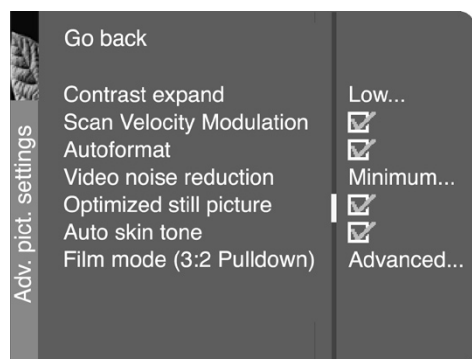 Adv. pict. settings
Go back
Contrast expand Low...
Scan Velocity Modulation
Autoformat
Video noise reduction Minimum...
Optimized still picture
Auto skin tone
Film mode (3:2 Pulldown) Advanced...